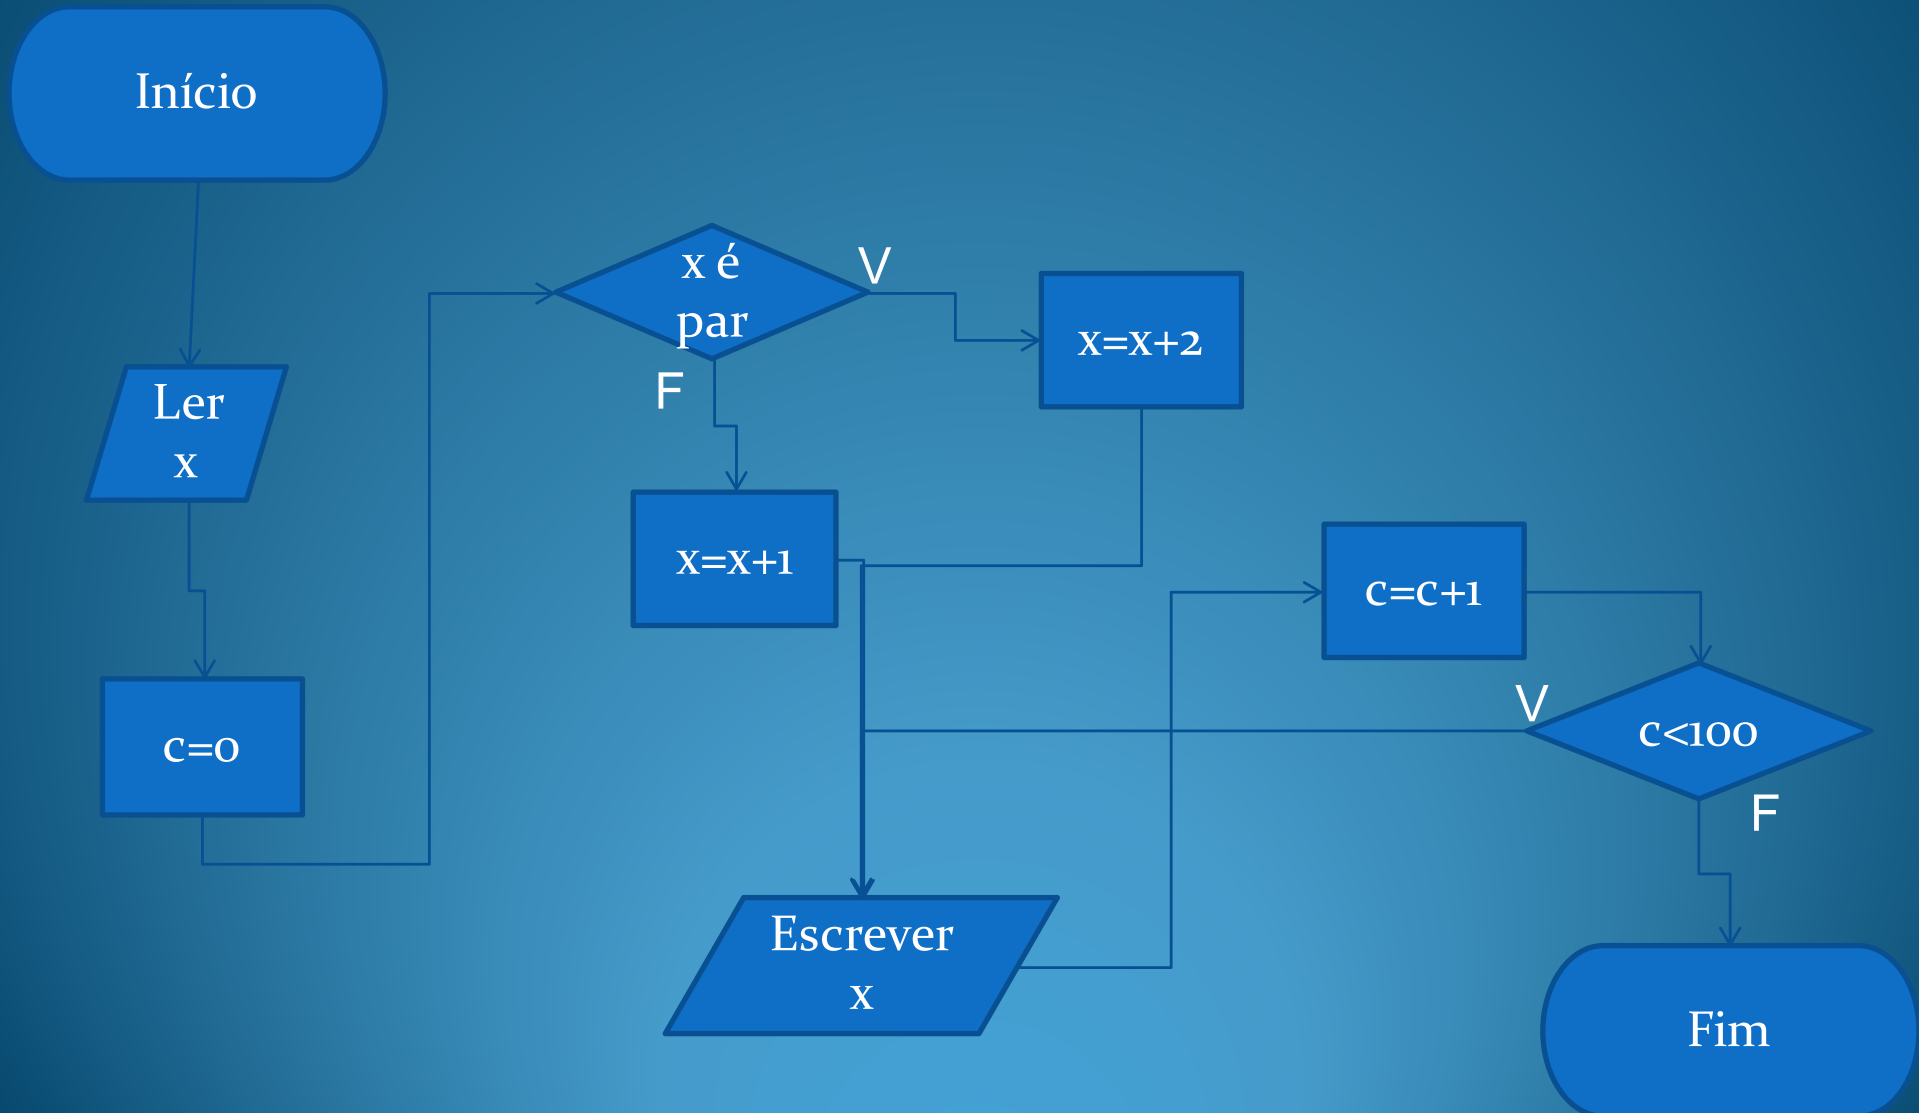 Início
Ler
x
c=0
x é
par
V
F
x=x+2
x=x+1
Escrever
x
c=c+1
c<100
V
F
Fim